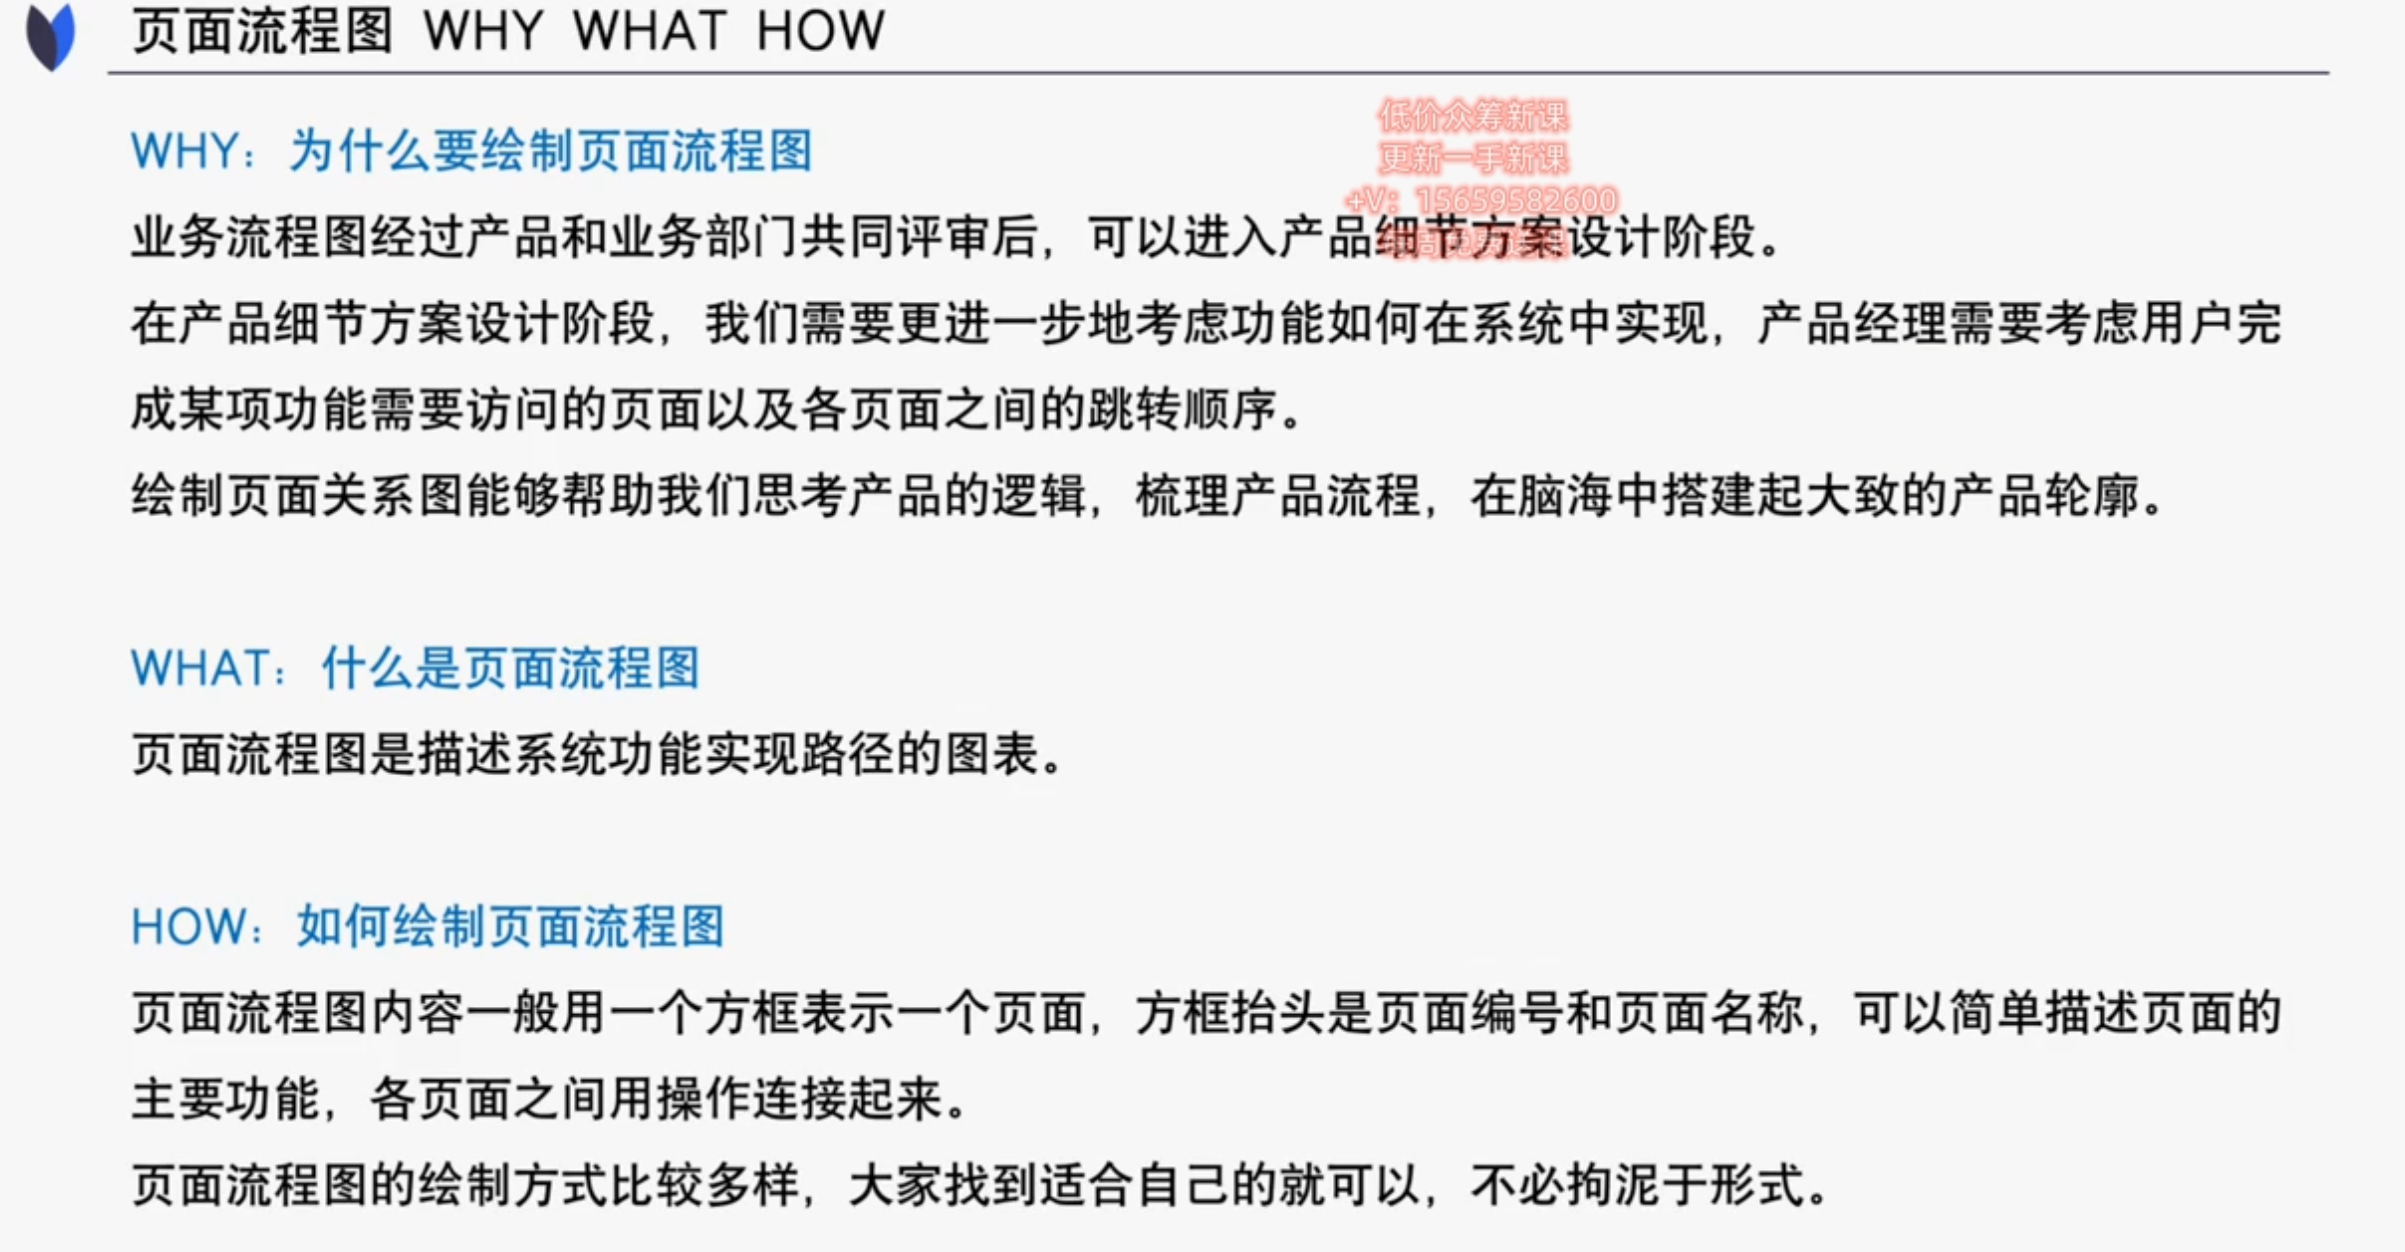 页面流程图 WHY WHAT HOW
低价众筹新课
更新一手新课
+V：15659582600
WHY：为什么要绘制页面流程图
业务流程图经过产品和业务部门共同评审后，可以进入产品细节方案设计阶段。
在产品细节方案设计阶段，我们需要更进一步地考虑功能如何在系统中实现，产品经理需要考虑用户完
成某项功能需要访问的页面以及各页面之间的跳转顺序。
绘制页面关系图能够帮助我们思考产品的逻辑，梳理产品流程，在脑海中搭建起大致的产品轮廓。
WHAT：什么是页面流程图
页面流程图是描述系统功能实现路径的图表。
HOW：如何绘制页面流程图
页面流程图内容一般用一个方框表示一个页面，方框抬头是页面编号和页面名称，可以简单描述页面的
主要功能，各页面之间用操作连接起来。
页面流程图的绘制方式比较多样，大家找到适合自己的就可以，不必拘泥于形式。